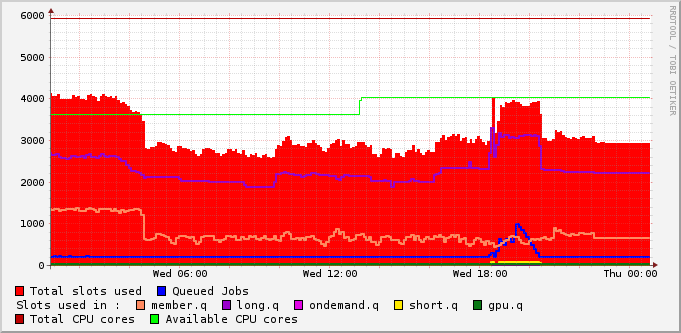 RRDTOOL / TOBI OETIKER
6000
5000
4000
3000
2000
1000
0
Wed 06:00 Wed 12:00 Wed 18:00 Thu 00:00
Total slots used Queued Jobs
Slots used in : member.q long.q ondemand.q short.q gpu.q
Total CPU cores Available CPU cores